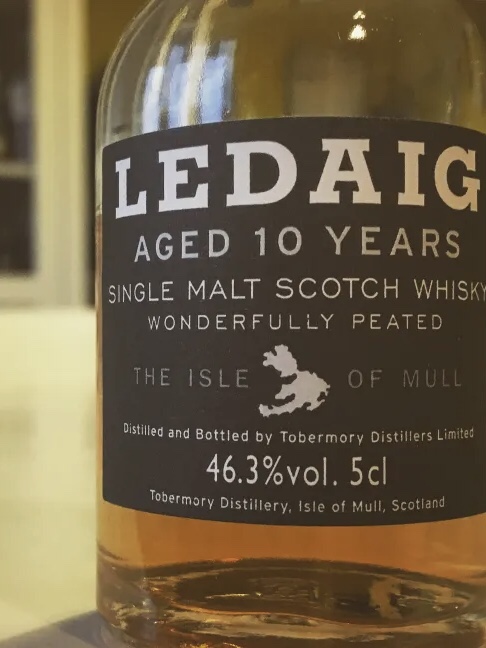 LEDAIG
AGED 10 YEARS
SINGLE MALT SCOTCH WHISKY
WONDERFULLY PEATED
THE ISLE OF MULL
Distilled and Bottled by Tobermory Distillers Limited
46.3%vol. 5cl
Tobermory Distillery, Isle of Mull, Scotland